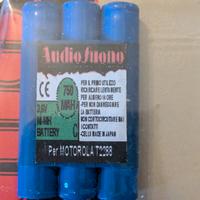 AudioSuono
CE
750
MAH
3,6V
NI-MH
BATTERY
C
PER IL PRIMO UTILIZZO
RICARICARE LENTAMENTE
PER ALMENO 14 ORE
-PER NON DANNEGGIARE
LA BATTERIA
NON CORTOCIRCUITARE MAI
I CONTATTI
-CELLS MADE IN JAPAN
Per MOTOROLA T2288